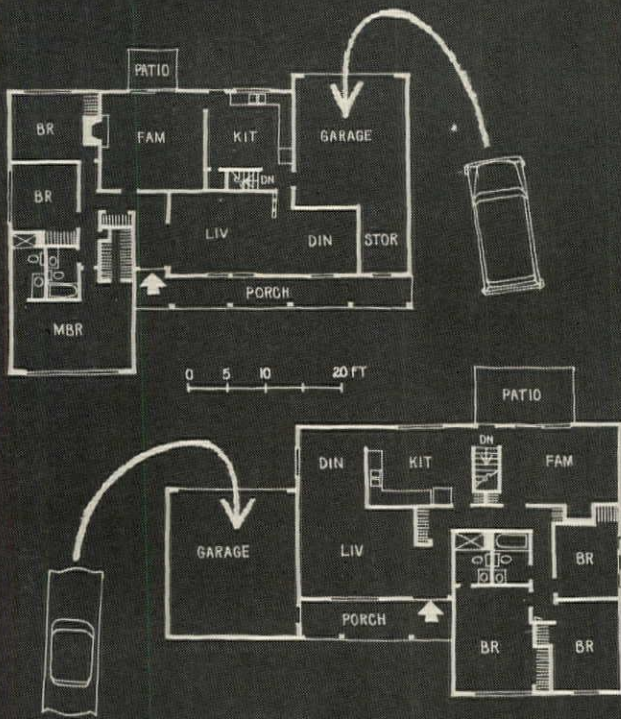 PATIO
BR
FAM
KIT
GARAGE
DN
BR
LIV
DIN
STOR
PORCH
MBR
0 5 10 20 FT
PATIO
DN
DIN
KIT
FAM
GARAGE
LIV
BR
PORCH
BR
BR